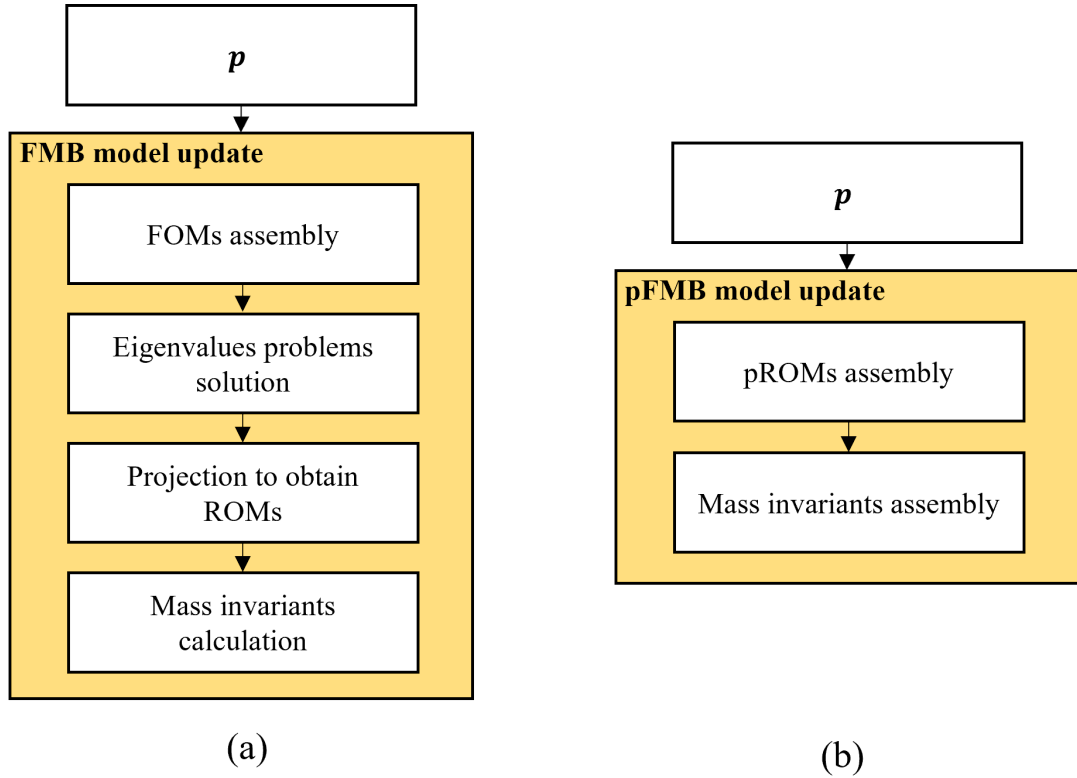 p
FMB model update
FOMs assembly
Eigenvalues problems
solution
Projection to obtain
ROMs
Mass invariants
calculation
(a)
p
pFMB model update
pROMs assembly
Mass invariants assembly
(b)